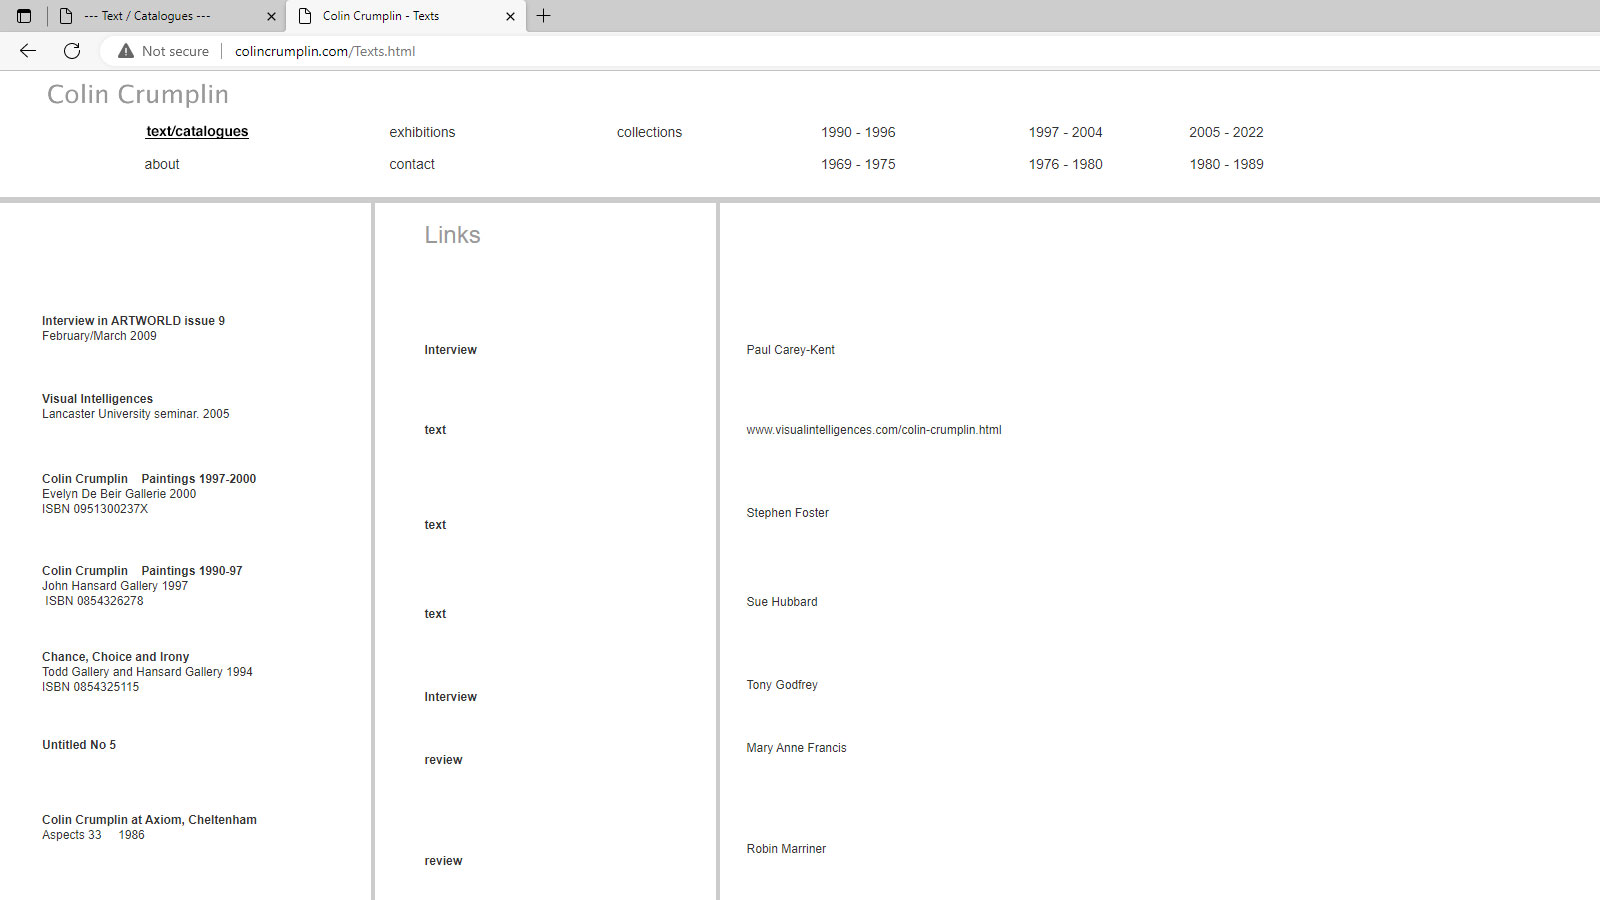 --- Text / Catalogues ---
Colin Crumplin - Texts
Not secure
colincrumplin.com/Texts.html
Colin Crumplin
text/catalogues
exhibitions
collections
1990 - 1996
1997 - 2004
2005 - 2022
about
contact
1969 - 1975
1976 - 1980
1980 - 1989
Links
Interview in ARTWORLD issue 9
February/March 2009
Interview
Paul Carey-Kent
Visual Intelligences
Lancaster University seminar. 2005
text
www.visualintelligences.com/colin-crumplin.html
Colin Crumplin Paintings 1997-2000
Evelyn De Beir Gallerie 2000
ISBN 0951300237X
text
Stephen Foster
Colin Crumplin Paintings 1990-97
John Hansard Gallery 1997
ISBN 0854326278
text
Sue Hubbard
Chance, Choice and Irony
Todd Gallery and Hansard Gallery 1994
ISBN 0854325115
Interview
Tony Godfrey
Untitled No 5
review
Mary Anne Francis
Colin Crumplin at Axiom, Cheltenham
Aspects 33 1986
review
Robin Marriner